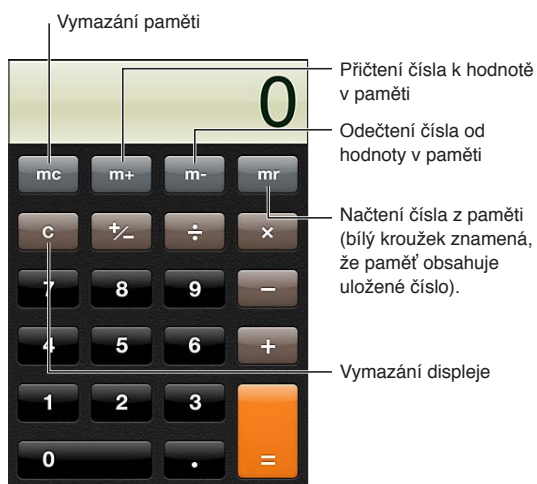 Vymazání paměti
0
Přičtení čísla k hodnotě
v paměti
Odečtení čísla od
hodnoty v paměti
mc m+ m- mr
Načtení čísla z paměti
(bílý kroužek znamená,
že paměť obsahuje
uložené číslo).
c +/− ÷ ×
7 8 9 −
4 5 6 +
Vymazání displeje
1 2 3
0 . =